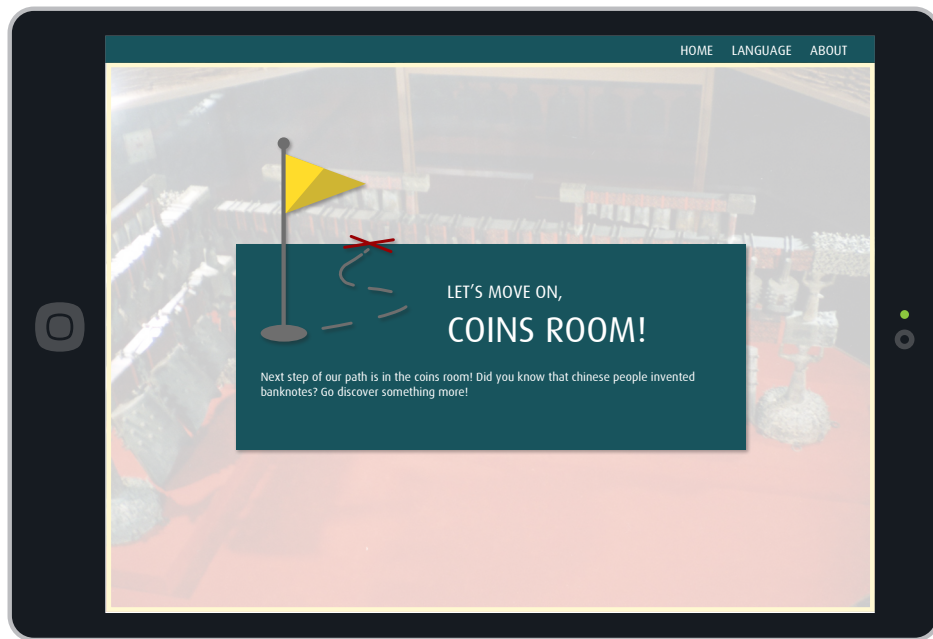 HOME LANGUAGE ABOUT
LET'S MOVE ON,
COINS ROOM!
Next step of our path is in the coins room! Did you know that chinese people invented
banknotes? Go discover something more!